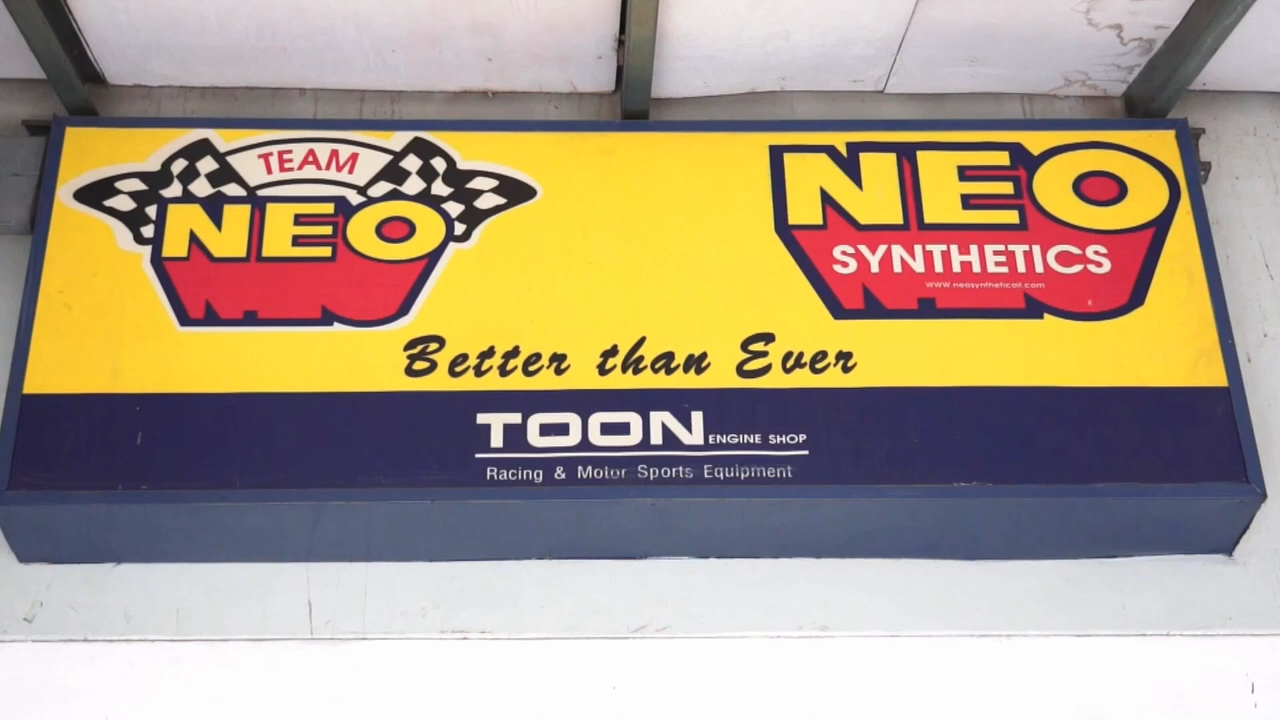 TEAM
NEO
NEO
SYNTHETICS
www.neosyntheticoil.com
Better than Ever
TOON ENGINE SHOP
Racing & Motor Sports Equipment